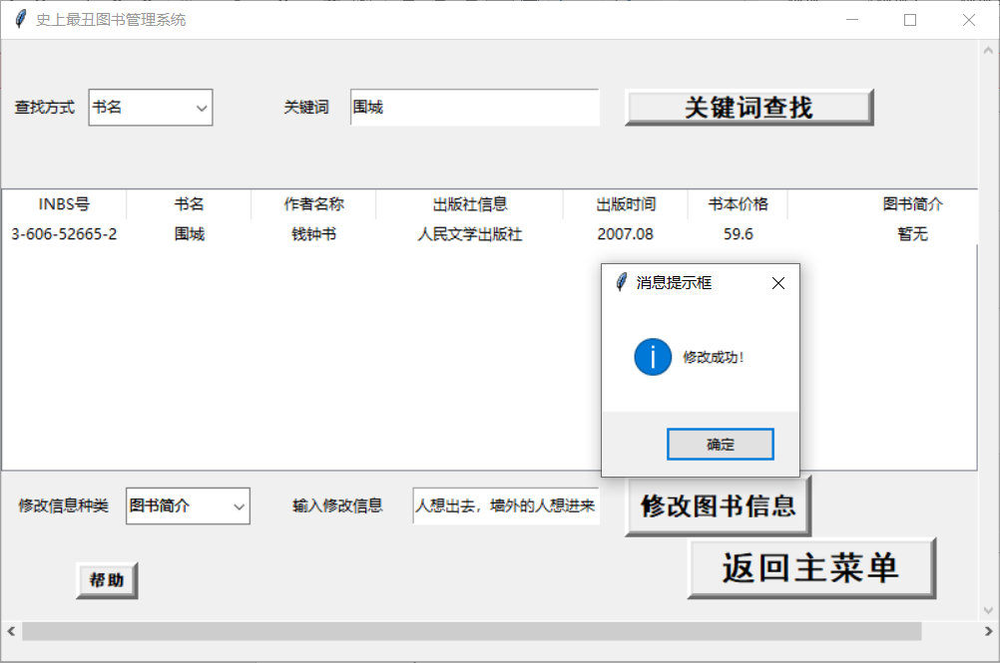 史上最丑图书管理系统
查找方式 书名 关键词 围城 关键词查找
INBS号 书名 作者名称 出版社信息 出版时间 书本价格 图书简介
3-606-52665-2 围城 钱钟书 人民文学出版社 2007.08 59.6 暂无
消息提示框
修改成功!
确定
修改信息种类 图书简介 输入修改信息 人想出去，墙外的人想进来 修改图书信息
返回主菜单
帮助